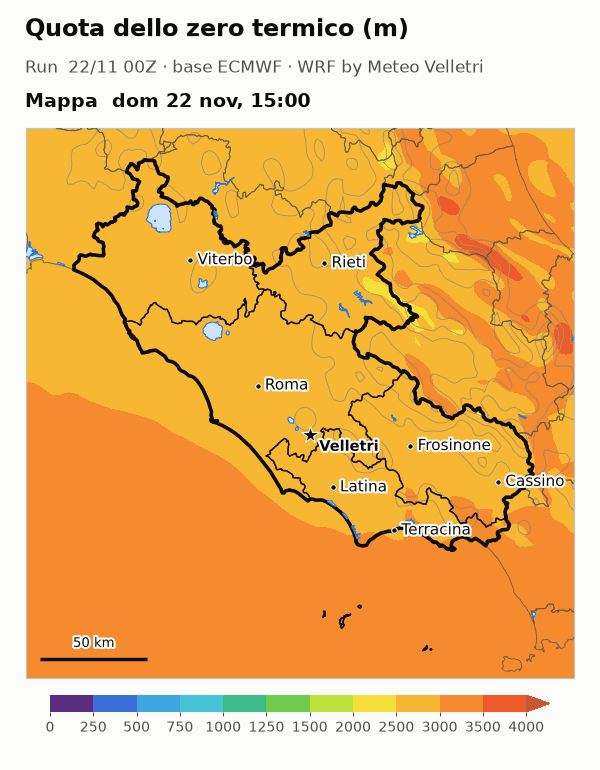 Quota dello zero termico (m)
Run  22/11 00Z · base ECMWF · WRF by Meteo Velletri
Mappa  dom 22 nov, 15:00
Viterbo
Rieti
Roma
Velletri
Frosinone
Cassino
Latina
Terracina
50 km
0 250 500 750 1000 1250 1500 2000 2500 3000 3500 4000